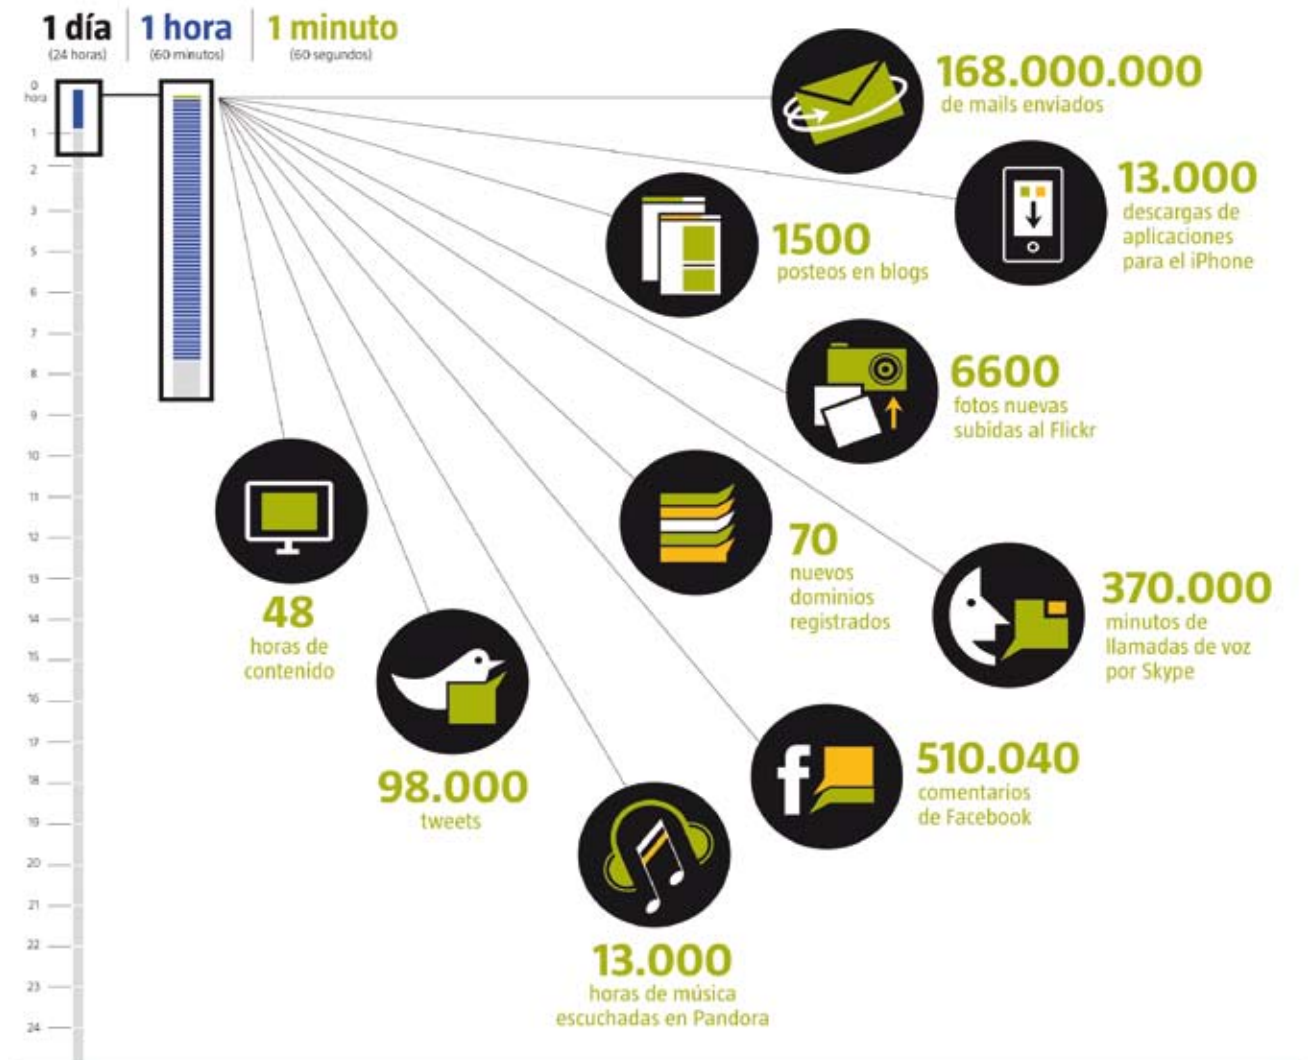 1 día
(24 horas)
1 hora
(60 minutos)
1 minuto
(60 segundos)
0
hora
1
2
3
5
6
7
8
9
10
11
12
13
14
15
16
17
18
19
20
21
22
23
24
168.000.000
de mails enviados
13.000
descargas de
aplicaciones
para el iPhone
1500
posteos en blogs
6600
fotos nuevas
subidas al Flickr
70
nuevos
dominios
registrados
370.000
minutos de
llamadas de voz
por Skype
48
horas de
contenido
98.000
tweets
f
510.040
comentarios
de Facebook
13.000
horas de música
escuchadas en Pandora